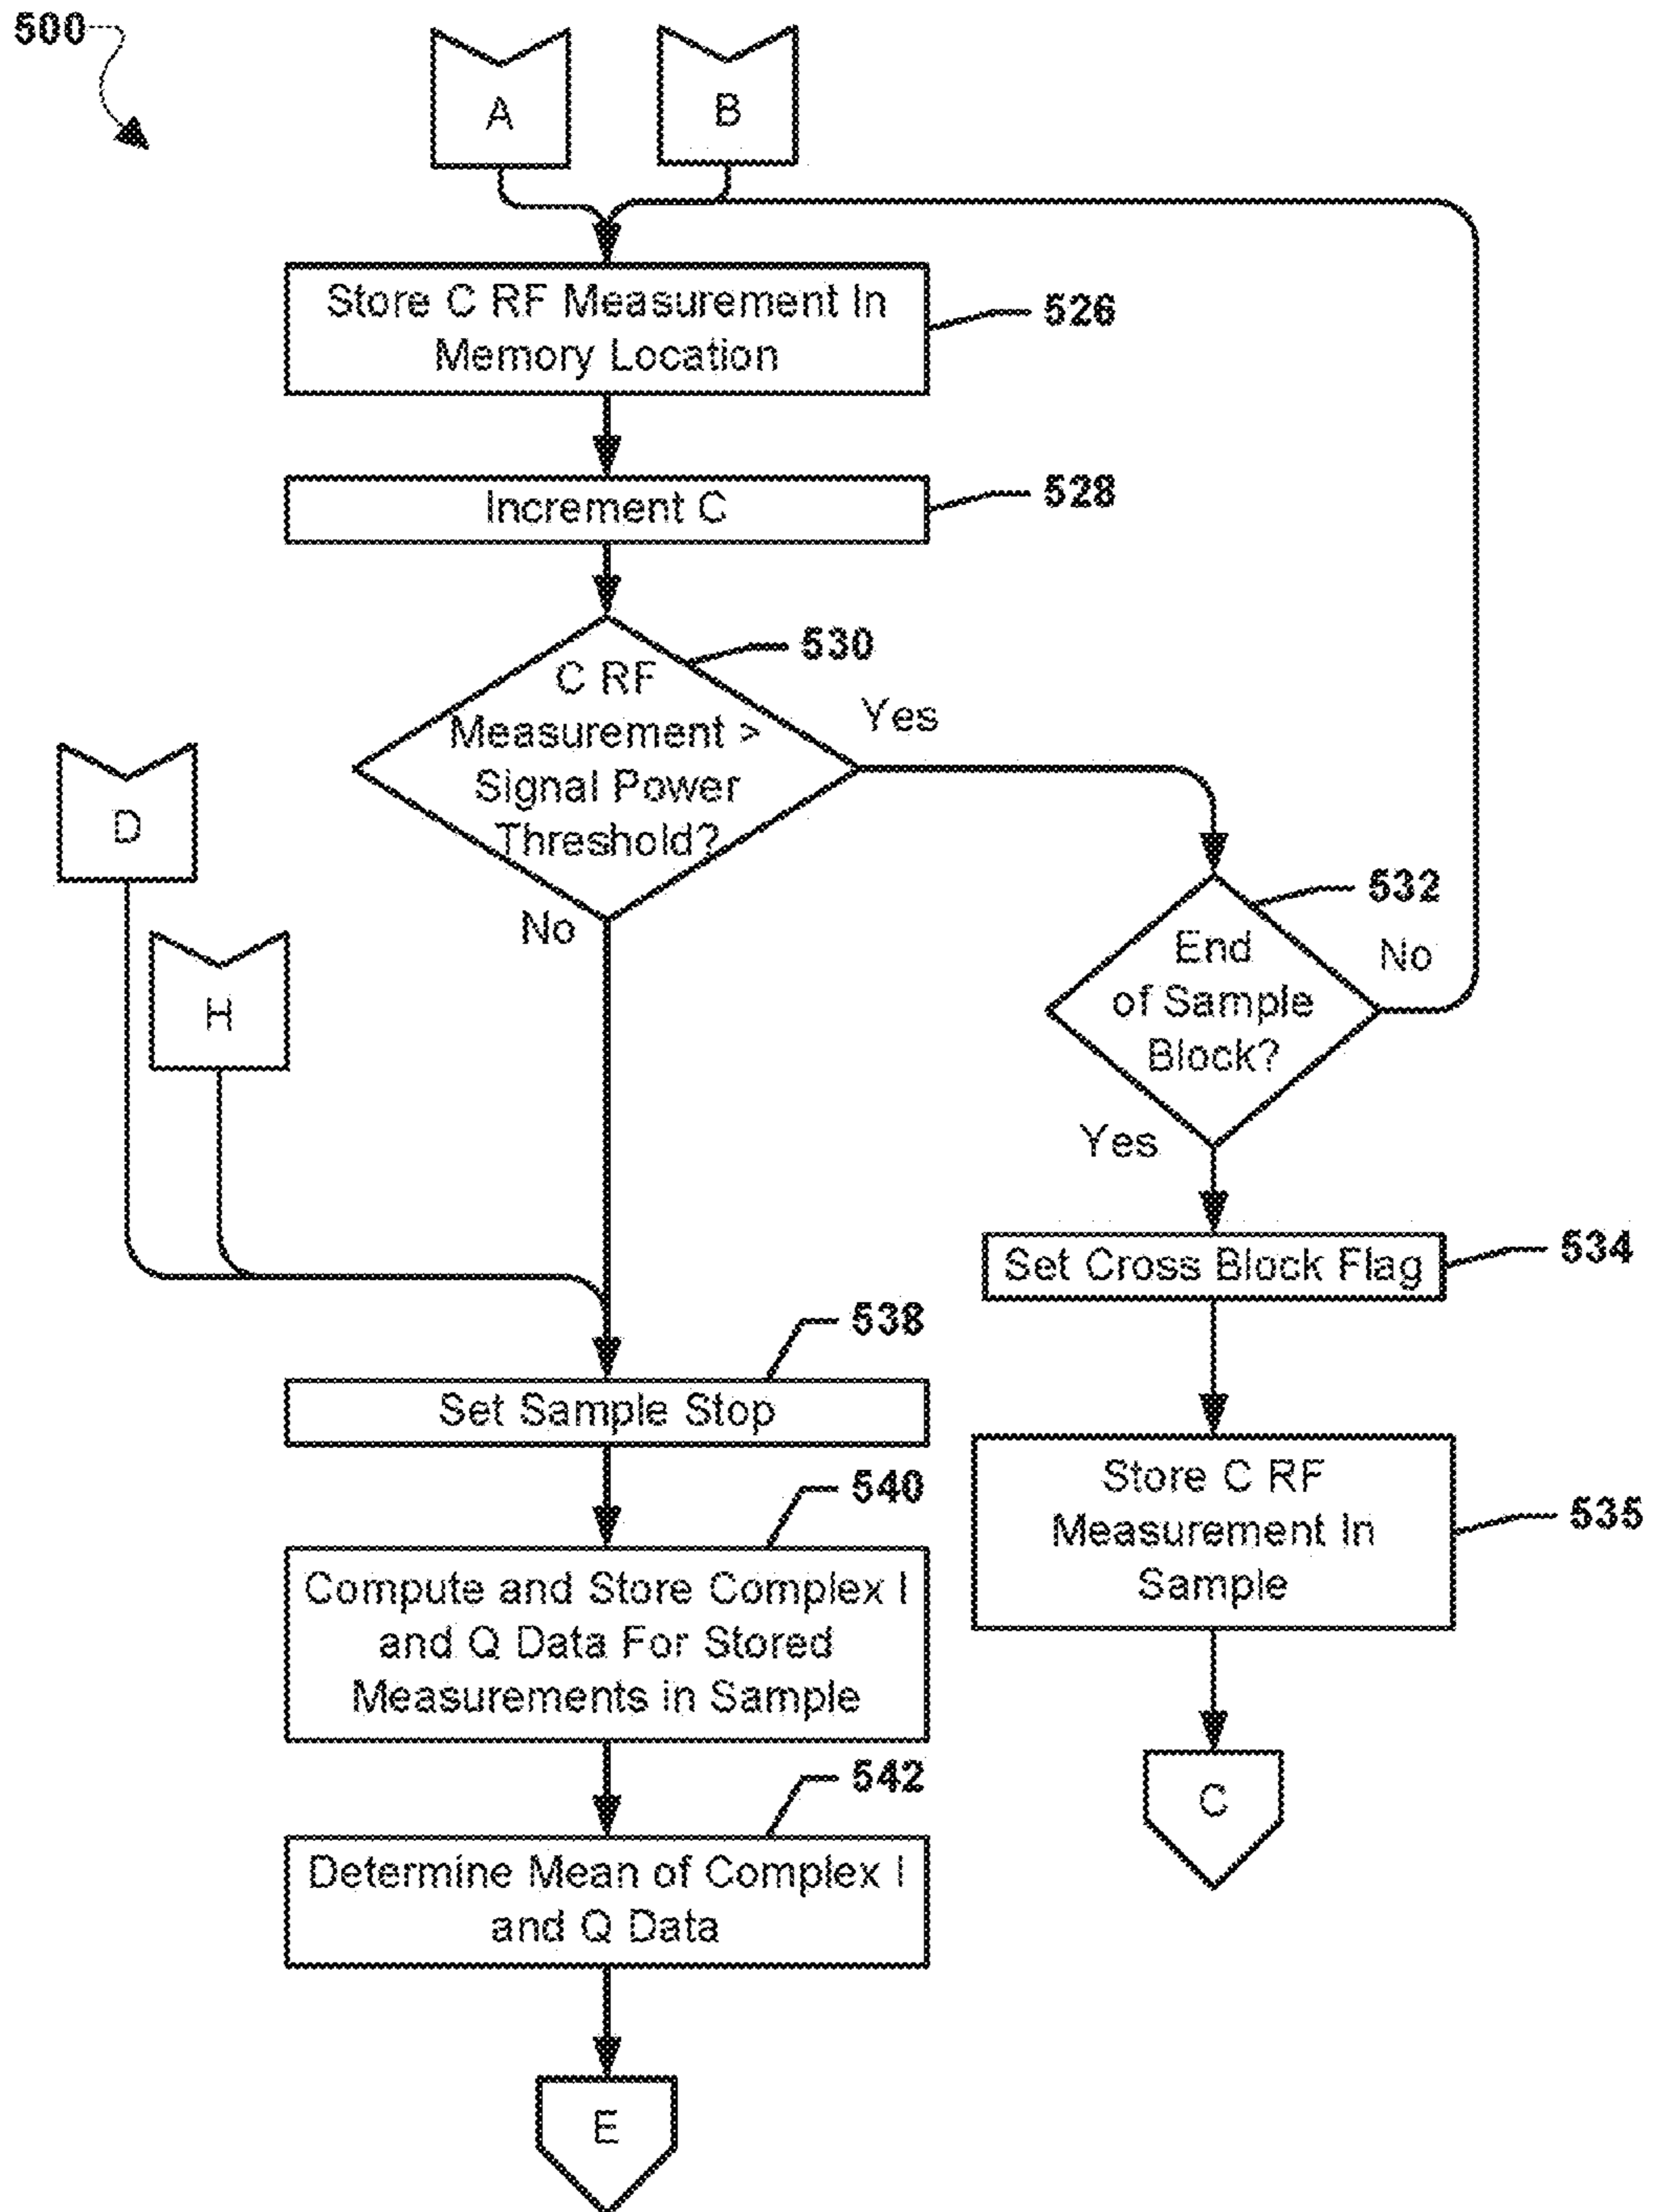 500
A
B
Store C RF Measurement In
Memory Location
526
Increment C
528
530
C RF
Measurement >
Signal Power
Threshold?
Yes
No
D
H
532
End
of Sample
Block?
No
Yes
Set Cross Block Flag
534
538
Set Sample Stop
Store C RF
Measurement In
Sample
535
540
Compute and Store Complex I
and Q Data For Stored
Measurements in Sample
542
Determine Mean of Complex I
and Q Data
C
E